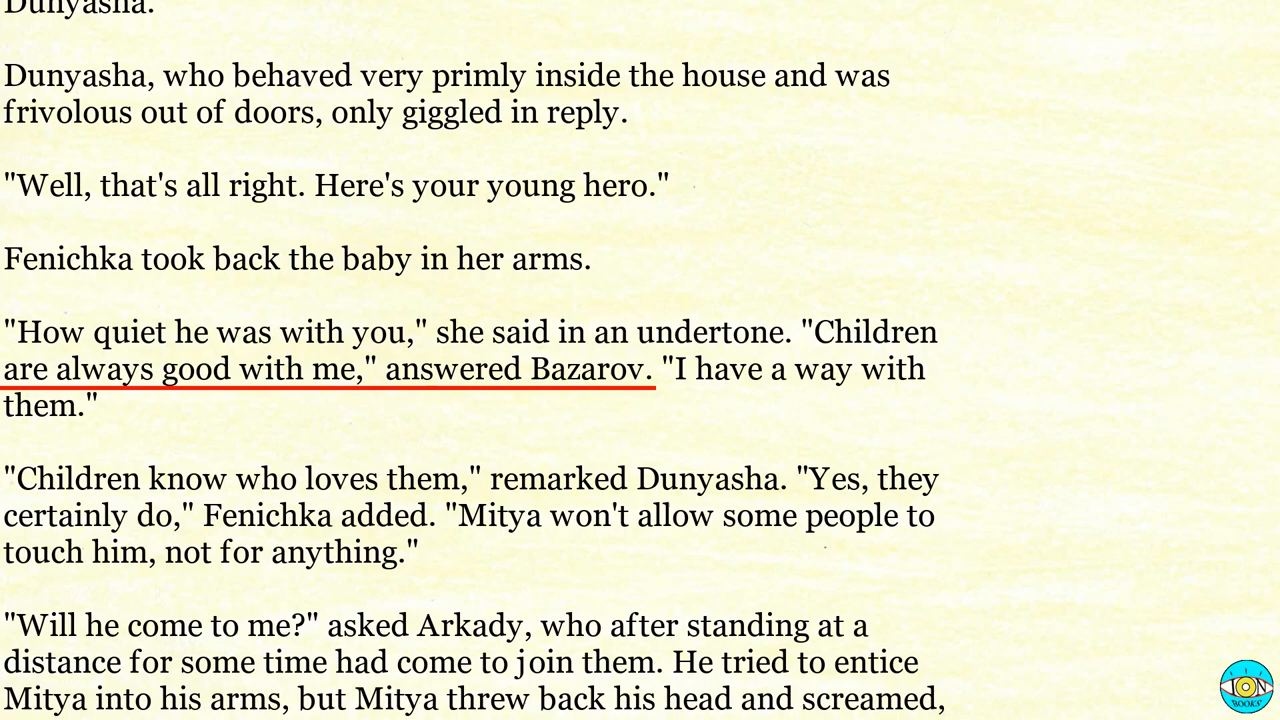 Dunyasha.
Dunyasha, who behaved very primly inside the house and was
frivolous out of doors, only giggled in reply.
"Well, that's all right. Here's your young hero."
Fenichka took back the baby in her arms.
"How quiet he was with you," she said in an undertone. "Children
are always good with me," answered Bazarov. "I have a way with
them."
"Children know who loves them," remarked Dunyasha. "Yes, they
certainly do," Fenichka added. "Mitya won't allow some people to
touch him, not for anything."
"Will he come to me?" asked Arkady, who after standing at a
distance for some time had come to join them. He tried to entice
Mitya into his arms, but Mitya threw back his head and screamed,
ION
BOOKS